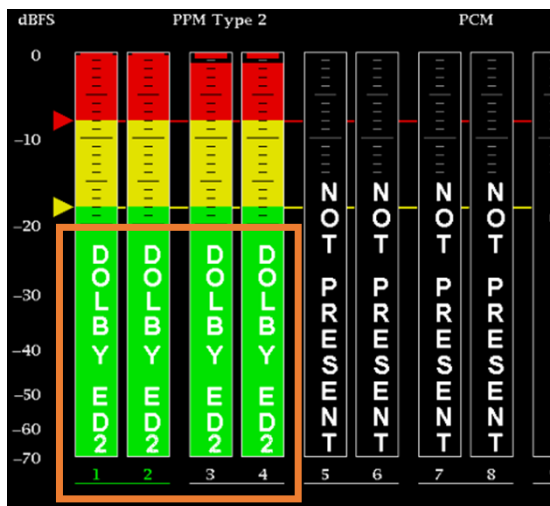 dBFS PPM Type 2 PCM
0
-10
-20
-30
-40
-50
-60
-70
DOLBY ED2
DOLBY ED2
DOLBY ED2
DOLBY ED2
NOT PRESENT
NOT PRESENT
NOT PRESENT
NOT PRESENT
1 2 3 4 5 6 7 8